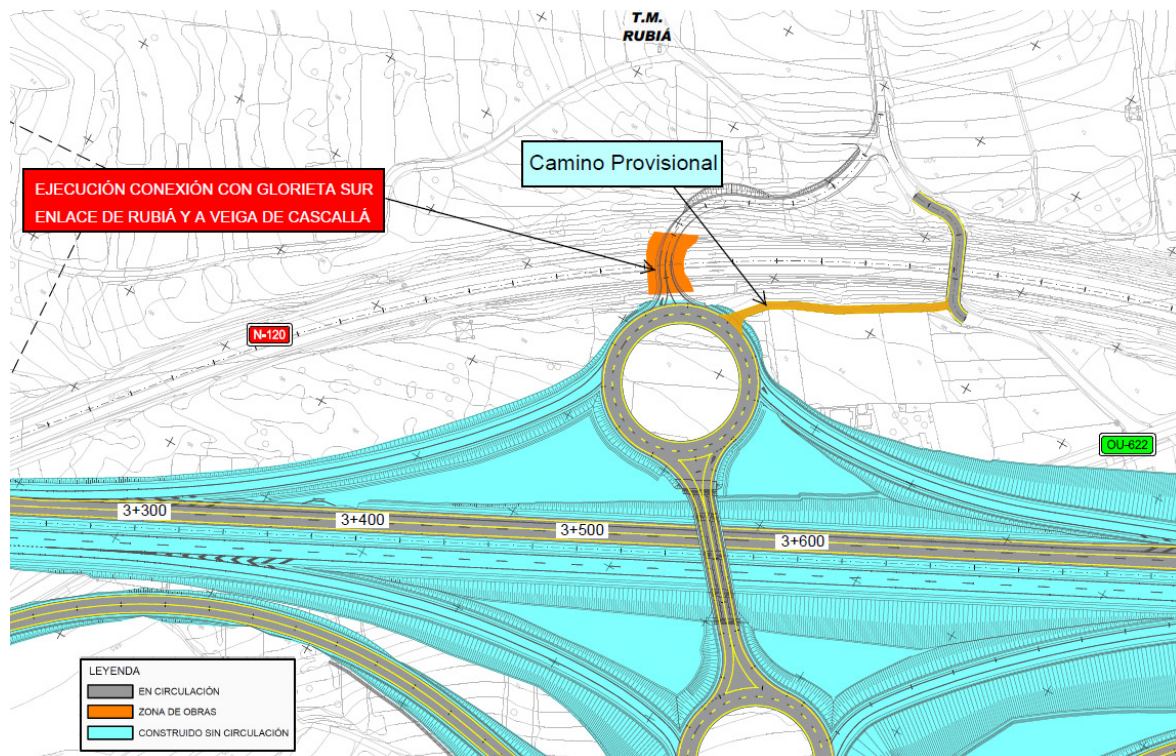 T.M.
RUBIÁ
Camino Provisional
EJECUCIÓN CONEXIÓN CON GLORIETA SUR
ENLACE DE RUBIÁ Y A VEIGA DE CASCALLÁ
N-120
OU-622
3+300
3+400
3+500
3+600
LEYENDA
EN CIRCULACIÓN
ZONA DE OBRAS
CONSTRUIDO SIN CIRCULACIÓN